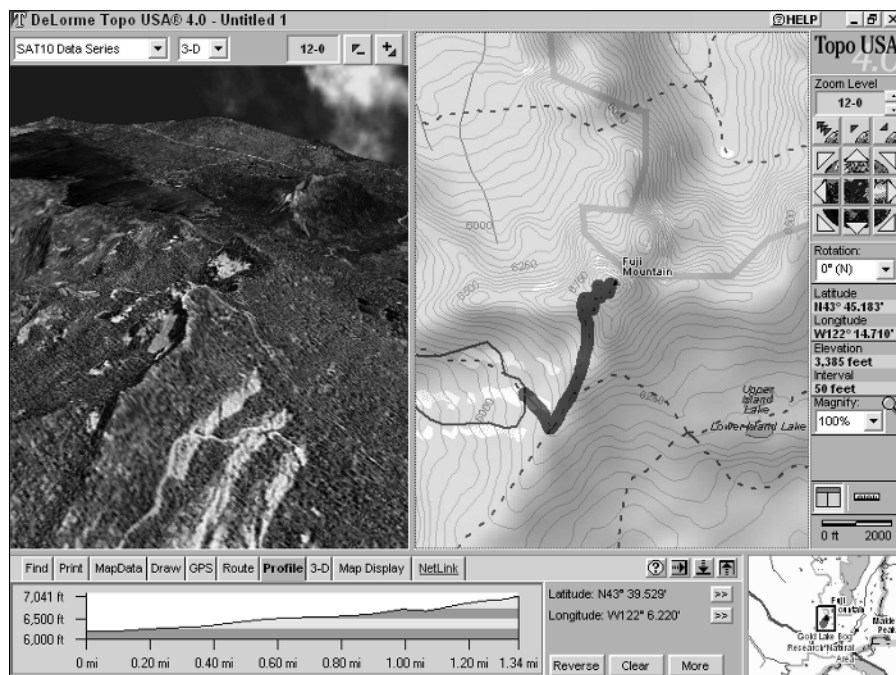 DeLorme Topo USA® 4.0 - Untitled 1
HELP
SAT10 Data Series
3-D
12-0
Topo USA
4.0
Zoom Level
12-0
Rotation:
0° (N)
Latitude
N43° 45.183'
Longitude
W122° 14.710'
Elevation
3,385 feet
Interval
50 feet
Magnify:
100%
0 ft 2000
Fuji
Mountain
6000
6250
6500
6750
6250
6000
Upper
Island
Lake
Lower Island Lake
Find Print MapData Draw GPS Route Profile 3-D Map Display NetLink
7,041 ft
6,500 ft
6,000 ft
0 mi 0.20 mi 0.40 mi 0.60 mi 0.80 mi 1.00 mi 1.20 mi 1.34 mi
Latitude: N43° 39.529' >>
Longitude: W122° 6.220' >>
Reverse Clear More
Fuji
Mountain
Gold Lake Bog
Research Natural
Area
Peak